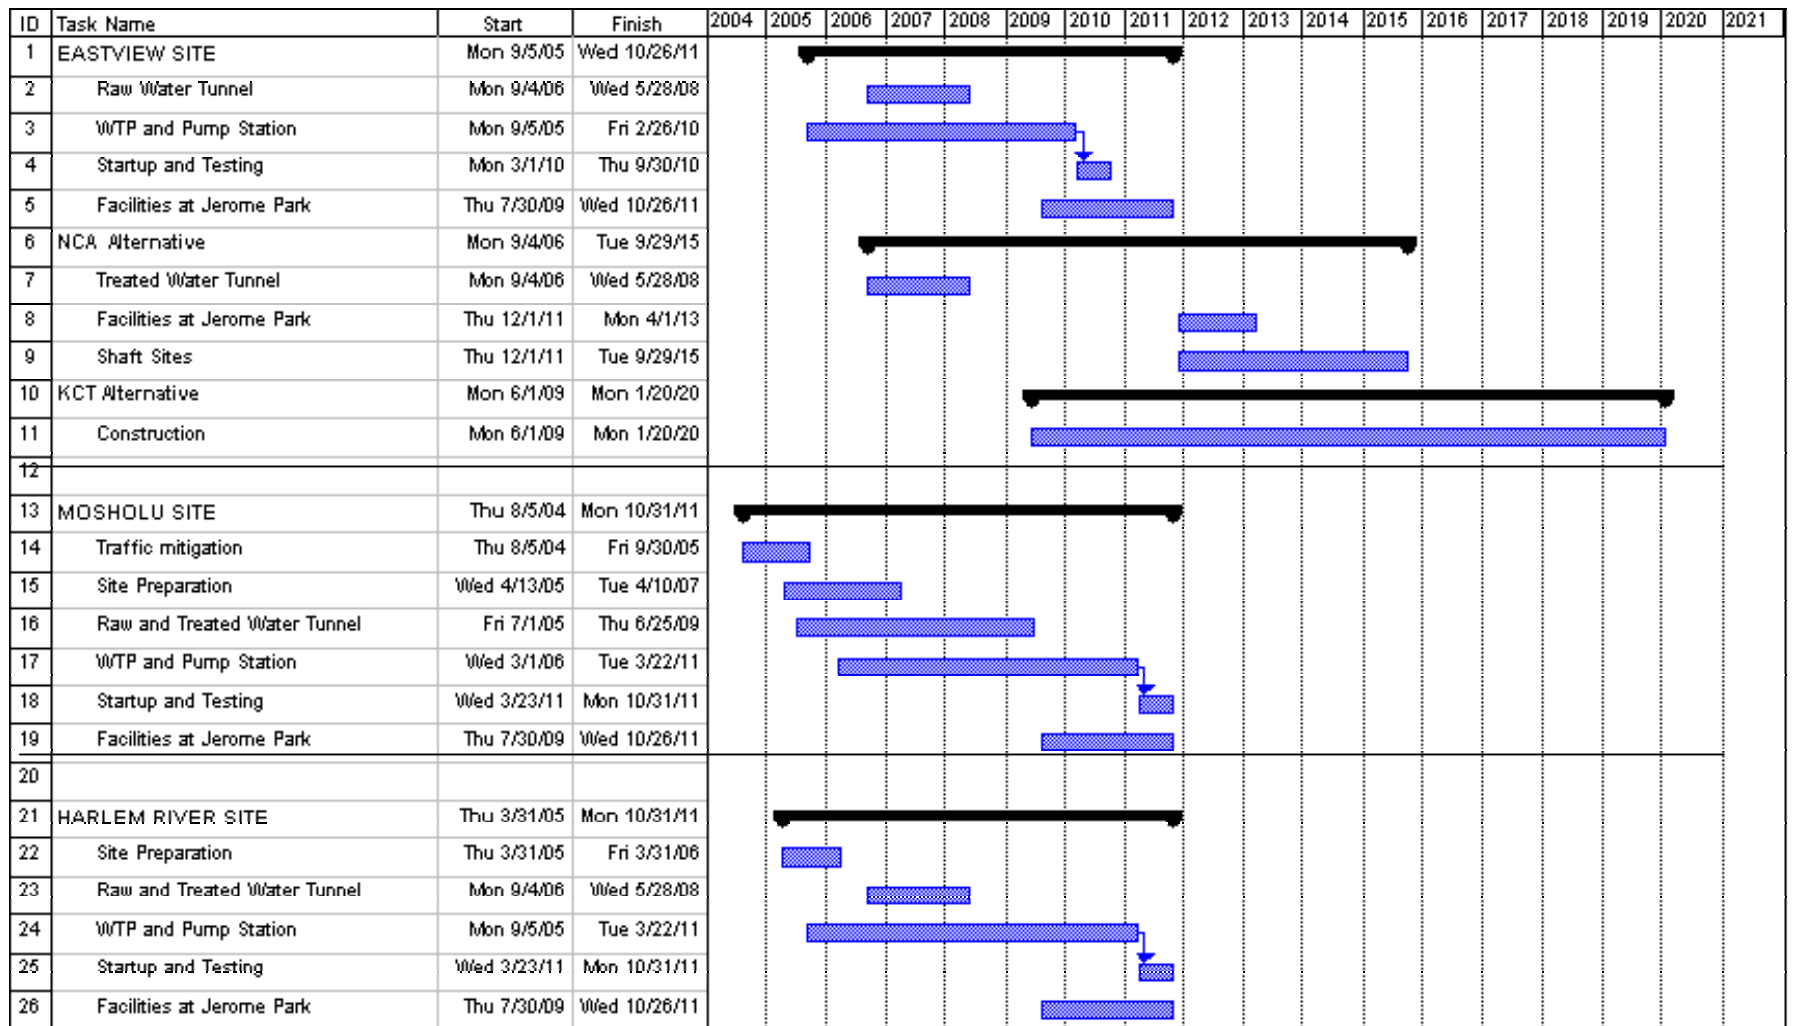 ID Task Name Start Finish 2004 2005 2006 2007 2008 2009 2010 2011 2012 2013 2014 2015 2016 2017 2018 2019 2020 2021
1 EASTVIEW SITE Mon 9/5/05 Wed 10/26/11
2 Raw Water Tunnel Mon 9/4/06 Wed 5/28/08
3 WTP and Pump Station Mon 9/5/05 Fri 2/26/10
4 Startup and Testing Mon 3/1/10 Thu 9/30/10
5 Facilities at Jerome Park Thu 7/30/09 Wed 10/26/11
6 NCA Alternative Mon 9/4/06 Tue 9/29/15
7 Treated Water Tunnel Mon 9/4/06 Wed 5/28/08
8 Facilities at Jerome Park Thu 12/1/11 Mon 4/1/13
9 Shaft Sites Thu 12/1/11 Tue 9/29/15
10 KCT Alternative Mon 6/1/09 Mon 1/20/20
11 Construction Mon 6/1/09 Mon 1/20/20
12
13 MOSHOLU SITE Thu 8/5/04 Mon 10/31/11
14 Traffic mitigation Thu 8/5/04 Fri 9/30/05
15 Site Preparation Wed 4/13/05 Tue 4/10/07
16 Raw and Treated Water Tunnel Fri 7/1/05 Thu 6/25/09
17 WTP and Pump Station Wed 3/1/06 Tue 3/22/11
18 Startup and Testing Wed 3/23/11 Mon 10/31/11
19 Facilities at Jerome Park Thu 7/30/09 Wed 10/26/11
20
21 HARLEM RIVER SITE Thu 3/31/05 Mon 10/31/11
22 Site Preparation Thu 3/31/05 Fri 3/31/06
23 Raw and Treated Water Tunnel Mon 9/4/06 Wed 5/28/08
24 WTP and Pump Station Mon 9/5/05 Tue 3/22/11
25 Startup and Testing Wed 3/23/11 Mon 10/31/11
26 Facilities at Jerome Park Thu 7/30/09 Wed 10/26/11